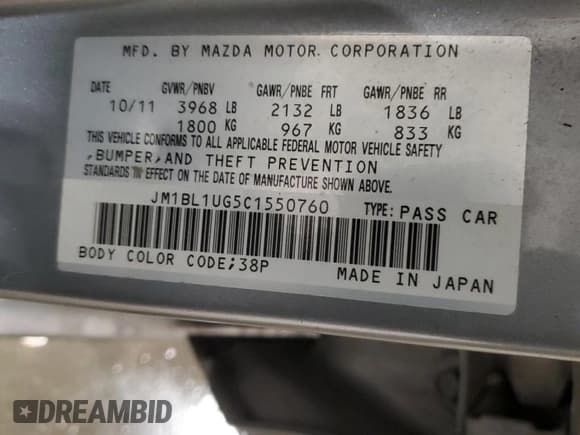 MFD. BY MAZDA MOTOR CORPORATION
DATE GVWR/PNBV GAWR/PNBE FRT GAWR/PNBE RR
10/11 3968 LB 2132 LB 1836 LB
1800 KG 967 KG 833 KG
THIS VEHICLE CONFORMS TO ALL APPLICABLE FEDERAL MOTOR VEHICLE SAFETY
,BUMPER,AND THEFT PREVENTION
STANDARDS IN EFFECT ON THE DATE OF MANUFACTURE SHOWN ABOVE.
JM1BL1UG5C1550760 TYPE: PASS CAR
BODY COLOR CODE;38P MADE IN JAPAN
DREAMBID